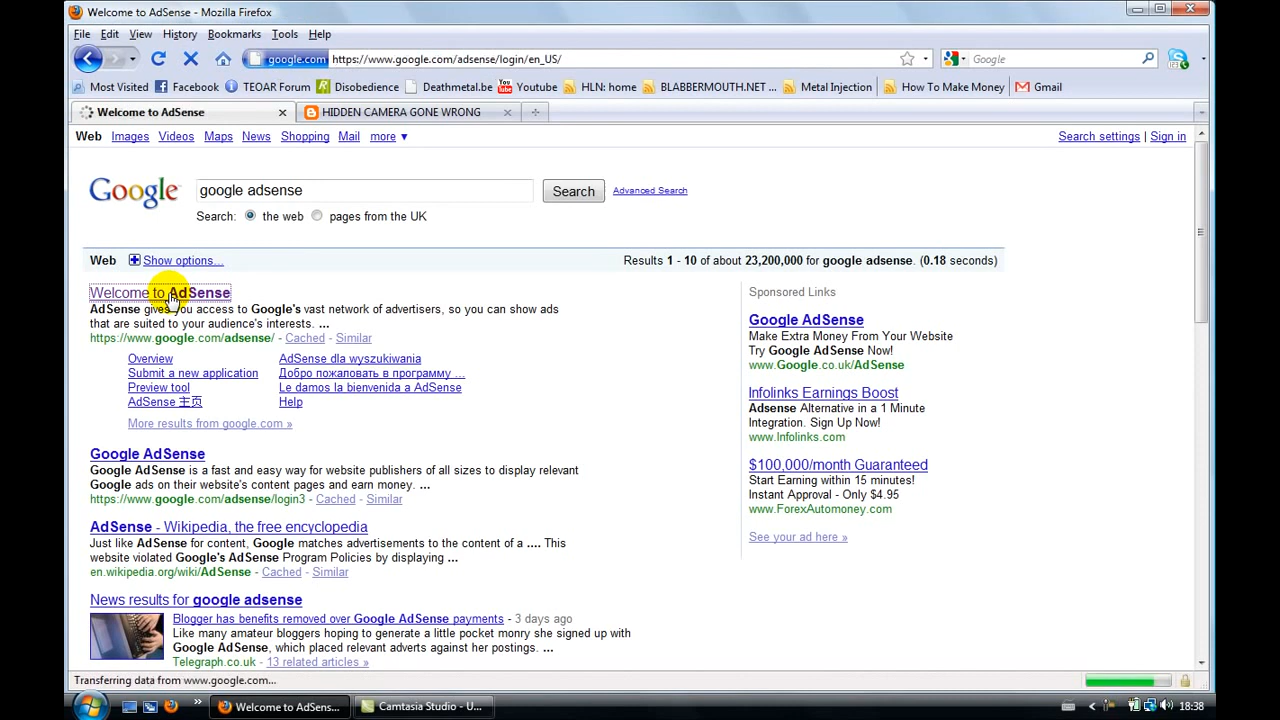 Welcome to AdSense - Mozilla Firefox
File Edit View History Bookmarks Tools Help
google.com https://www.google.com/adsense/login/en_US/ Google
Most Visited Facebook TEOAR Forum Disobedience Deathmetal.be Youtube HLN: home BLABBERMOUTH.NET ... Metal Injection How To Make Money Gmail
Welcome to AdSense HIDDEN CAMERA GONE WRONG
Web Images Videos Maps News Shopping Mail more ▼ Search settings | Sign in
Google google adsense Search Advanced Search
Search: the web pages from the UK
Web Show options... Results 1 - 10 of about 23,200,000 for google adsense. (0.18 seconds)
Welcome to AdSense
AdSense gives you access to Google's vast network of advertisers, so you can show ads
that are suited to your audience's interests. ...
https://www.google.com/adsense/ - Cached - Similar
Overview AdSense dla wyszukiwania
Submit a new application Добро пожаловать в программу ...
Preview tool Le damos la bienvenida a AdSense
AdSense 主页 Help
More results from google.com »
Google AdSense
Google AdSense is a fast and easy way for website publishers of all sizes to display relevant
Google ads on their website's content pages and earn money. ...
https://www.google.com/adsense/login3 - Cached - Similar
AdSense - Wikipedia, the free encyclopedia
Just like AdSense for content, Google matches advertisements to the content of a .... This
website violated Google's AdSense Program Policies by displaying ...
en.wikipedia.org/wiki/AdSense - Cached - Similar
News results for google adsense
Blogger has benefits removed over Google AdSense payments - 3 days ago
Like many amateur bloggers hoping to generate a little pocket monry she signed up with
Google AdSense, which placed relevant adverts against her postings. ...
Telegraph.co.uk - 13 related articles »
Sponsored Links
Google AdSense
Make Extra Money From Your Website
Try Google AdSense Now!
www.Google.co.uk/AdSense
Infolinks Earnings Boost
Adsense Alternative in a 1 Minute
Integration. Sign Up Now!
www.Infolinks.com
$100,000/month Guaranteed
Start Earning within 15 minutes!
Instant Approval - Only $4.95
www.ForexAutomoney.com
See your ad here »
Transferring data from www.google.com...
Welcome to AdSens... Camtasia Studio - U... 18:38